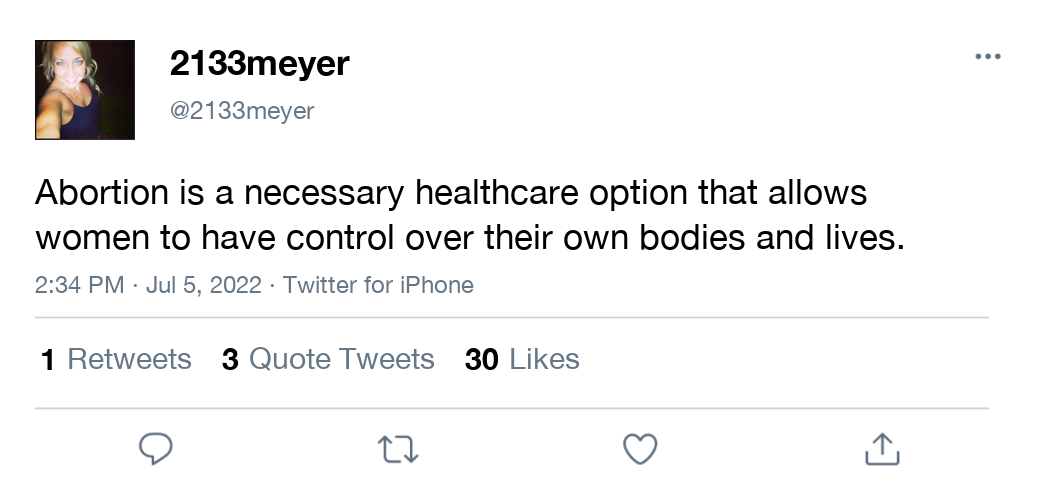 2133meyer
@2133meyer
Abortion is a necessary healthcare option that allows
women to have control over their own bodies and lives.
2:34 PM · Jul 5, 2022 · Twitter for iPhone
1 Retweets 3 Quote Tweets 30 Likes